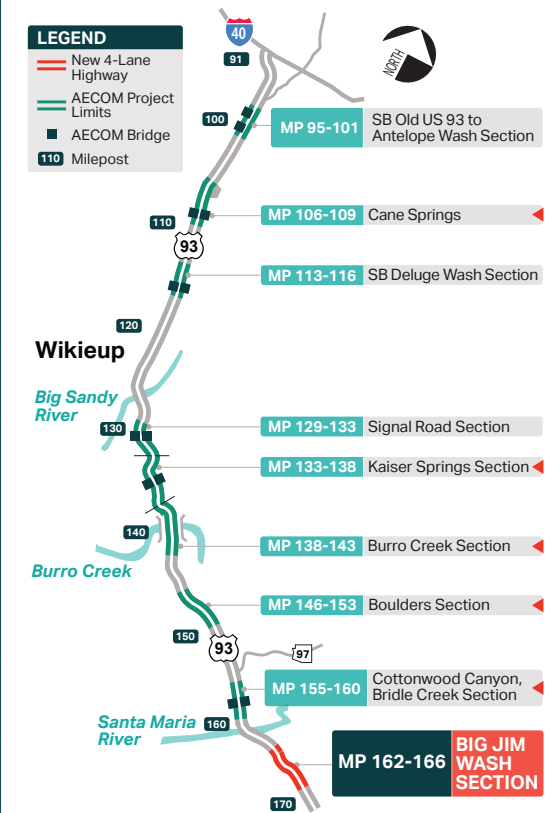 LEGEND
New 4-Lane
Highway
AECOM Project
Limits
AECOM Bridge
110 Milepost
40
NORTH
91
100
MP 95-101
SB Old US 93 to
Antelope Wash Section
MP 106-109 Cane Springs
110
93
MP 113-116 SB Deluge Wash Section
120
Wikieup
Big Sandy
River
130
MP 129-133 Signal Road Section
MP 133-138 Kaiser Springs Section
140
MP 138-143 Burro Creek Section
Burro Creek
MP 146-153 Boulders Section
150
93
97
MP 155-160
Cottonwood Canyon,
Bridle Creek Section
Santa Maria
River
160
MP 162-166
BIG JIM
WASH
SECTION
170